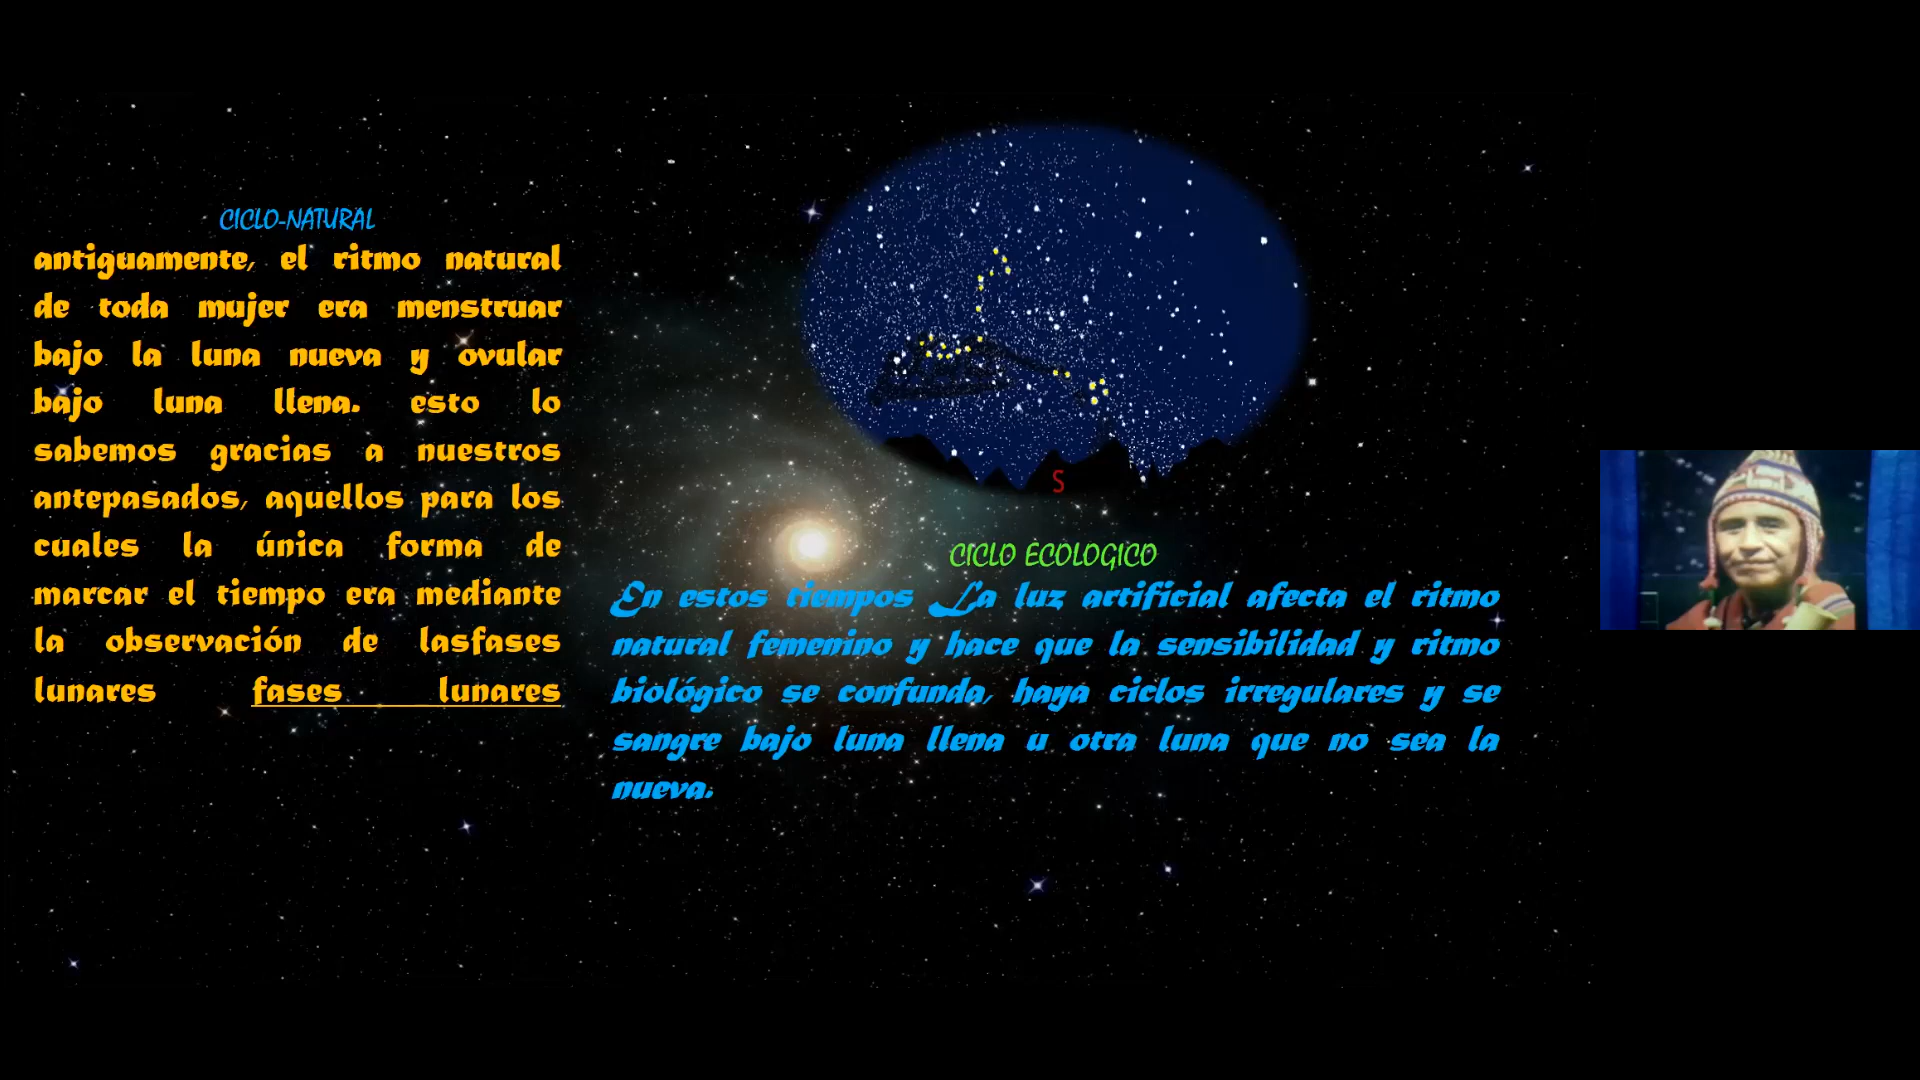 CICLO-NATURAL
antiguamente, el ritmo natural
de toda mujer era menstruar
bajo la luna nueva y ovular
bajo luna llena. esto lo
sabemos gracias a nuestros
antepasados, aquellos para los
cuales la única forma de
marcar el tiempo era mediante
la observación de lasfases
lunares fases lunares
S
CICLO ECOLOGICO
En estos tiempos La luz artificial afecta el ritmo
natural femenino y hace que la sensibilidad y ritmo
biológico se confunda, haya ciclos irregulares y se
sangre bajo luna llena u otra luna que no sea la
nueva.